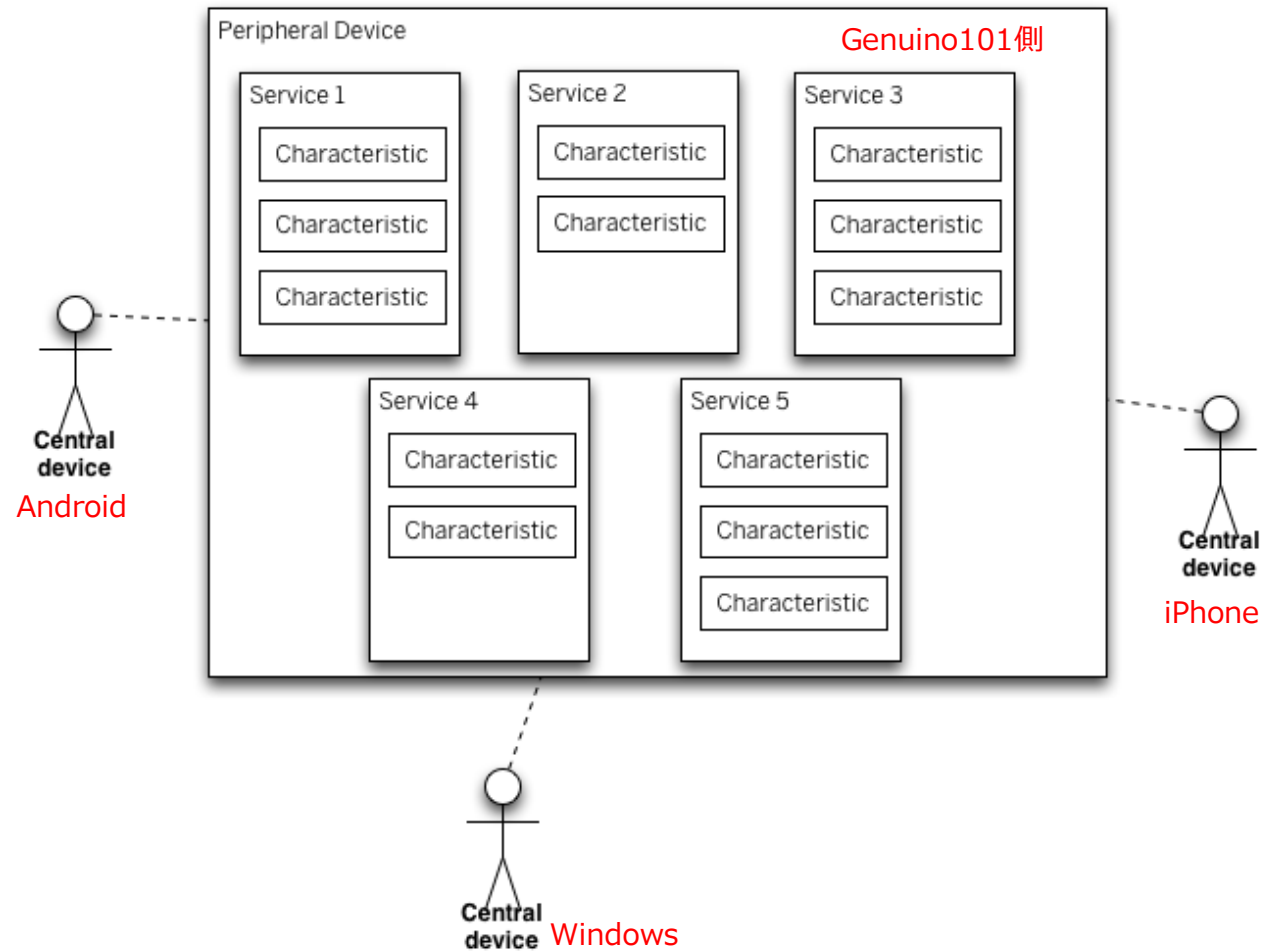 Peripheral Device
Genuino101側
Service 1
Characteristic
Characteristic
Characteristic
Service 2
Characteristic
Characteristic
Service 3
Characteristic
Characteristic
Characteristic
Service 4
Characteristic
Characteristic
Service 5
Characteristic
Characteristic
Characteristic
Central
device
Android
Central
device
iPhone
Central
device
Windows